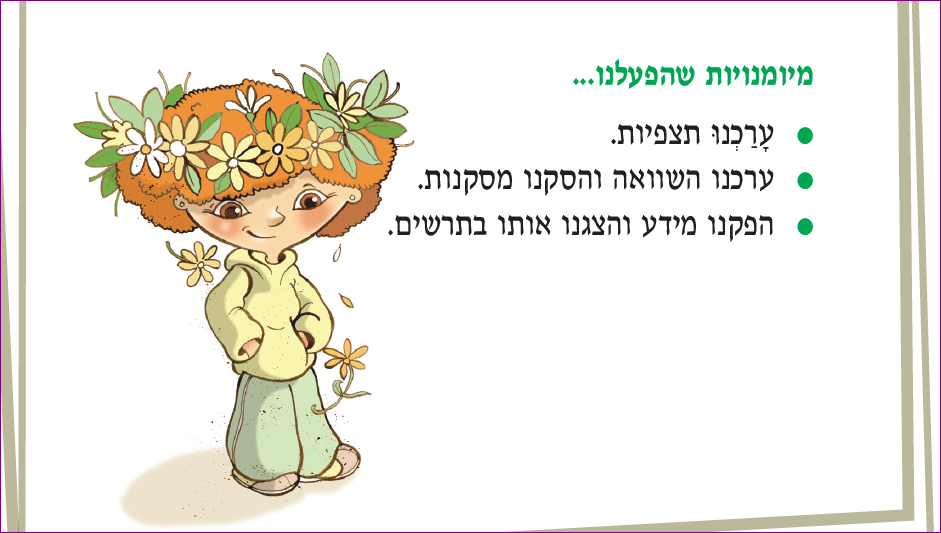 מיומנויות שהפעלנו...
עָרַכְנוּ תצפיות.
ערכנו השוואה והסקנו מסקנות.
הפקנו מידע והצגנו אותו בתרשים.